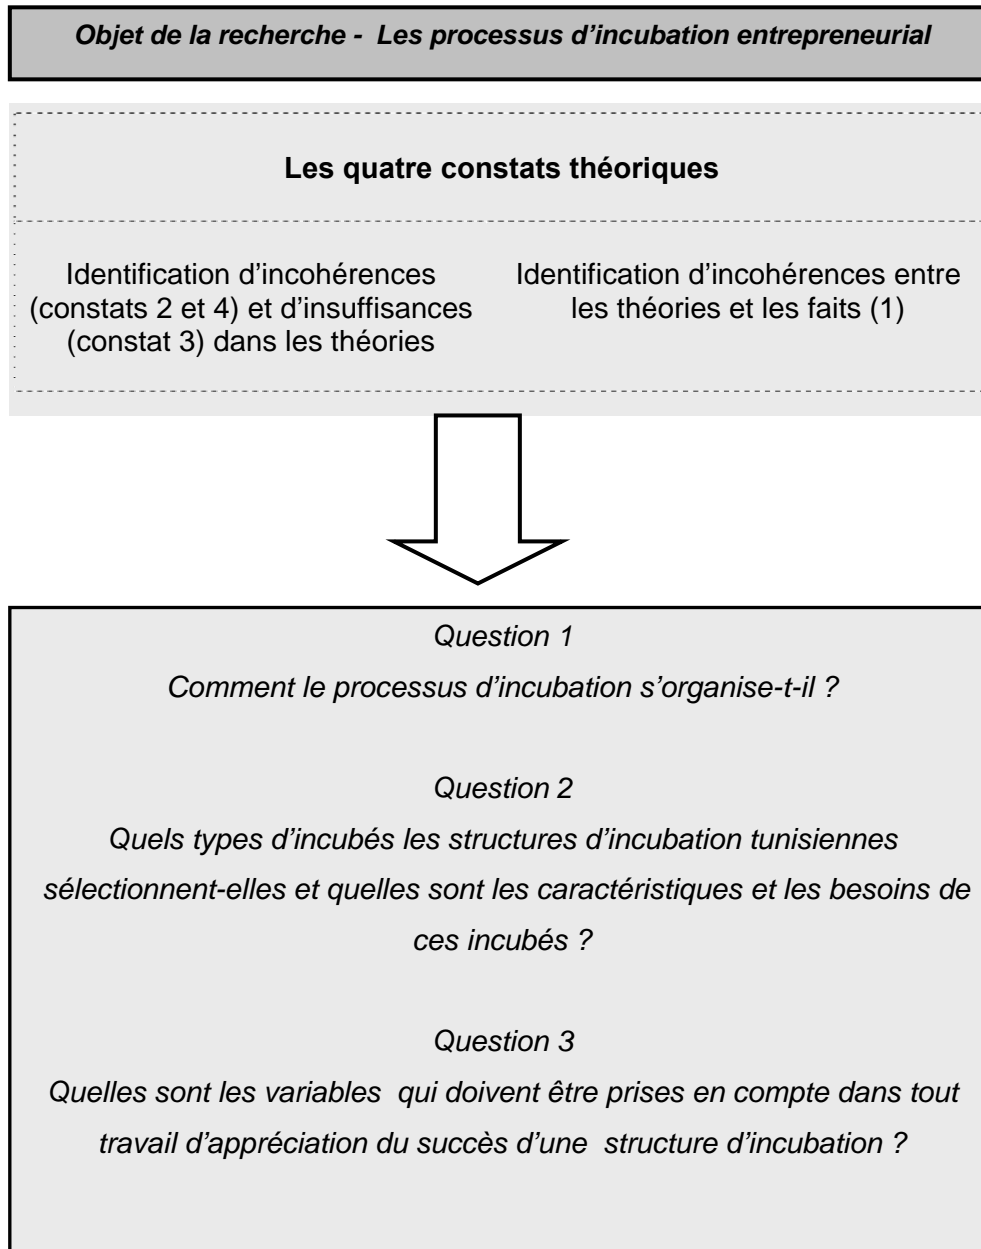 Objet de la recherche - Les processus d’incubation entrepreneurial
Les quatre constats théoriques
Identification d’incohérences
(constats 2 et 4) et d’insuffisances
(constat 3) dans les théories
Identification d’incohérences entre
les théories et les faits (1)
Question 1
Comment le processus d’incubation s’organise-t-il ?
Question 2
Quels types d’incubés les structures d’incubation tunisiennes
sélectionnent-elles et quelles sont les caractéristiques et les besoins de
ces incubés ?
Question 3
Quelles sont les variables qui doivent être prises en compte dans tout
travail d’appréciation du succès d’une structure d’incubation ?